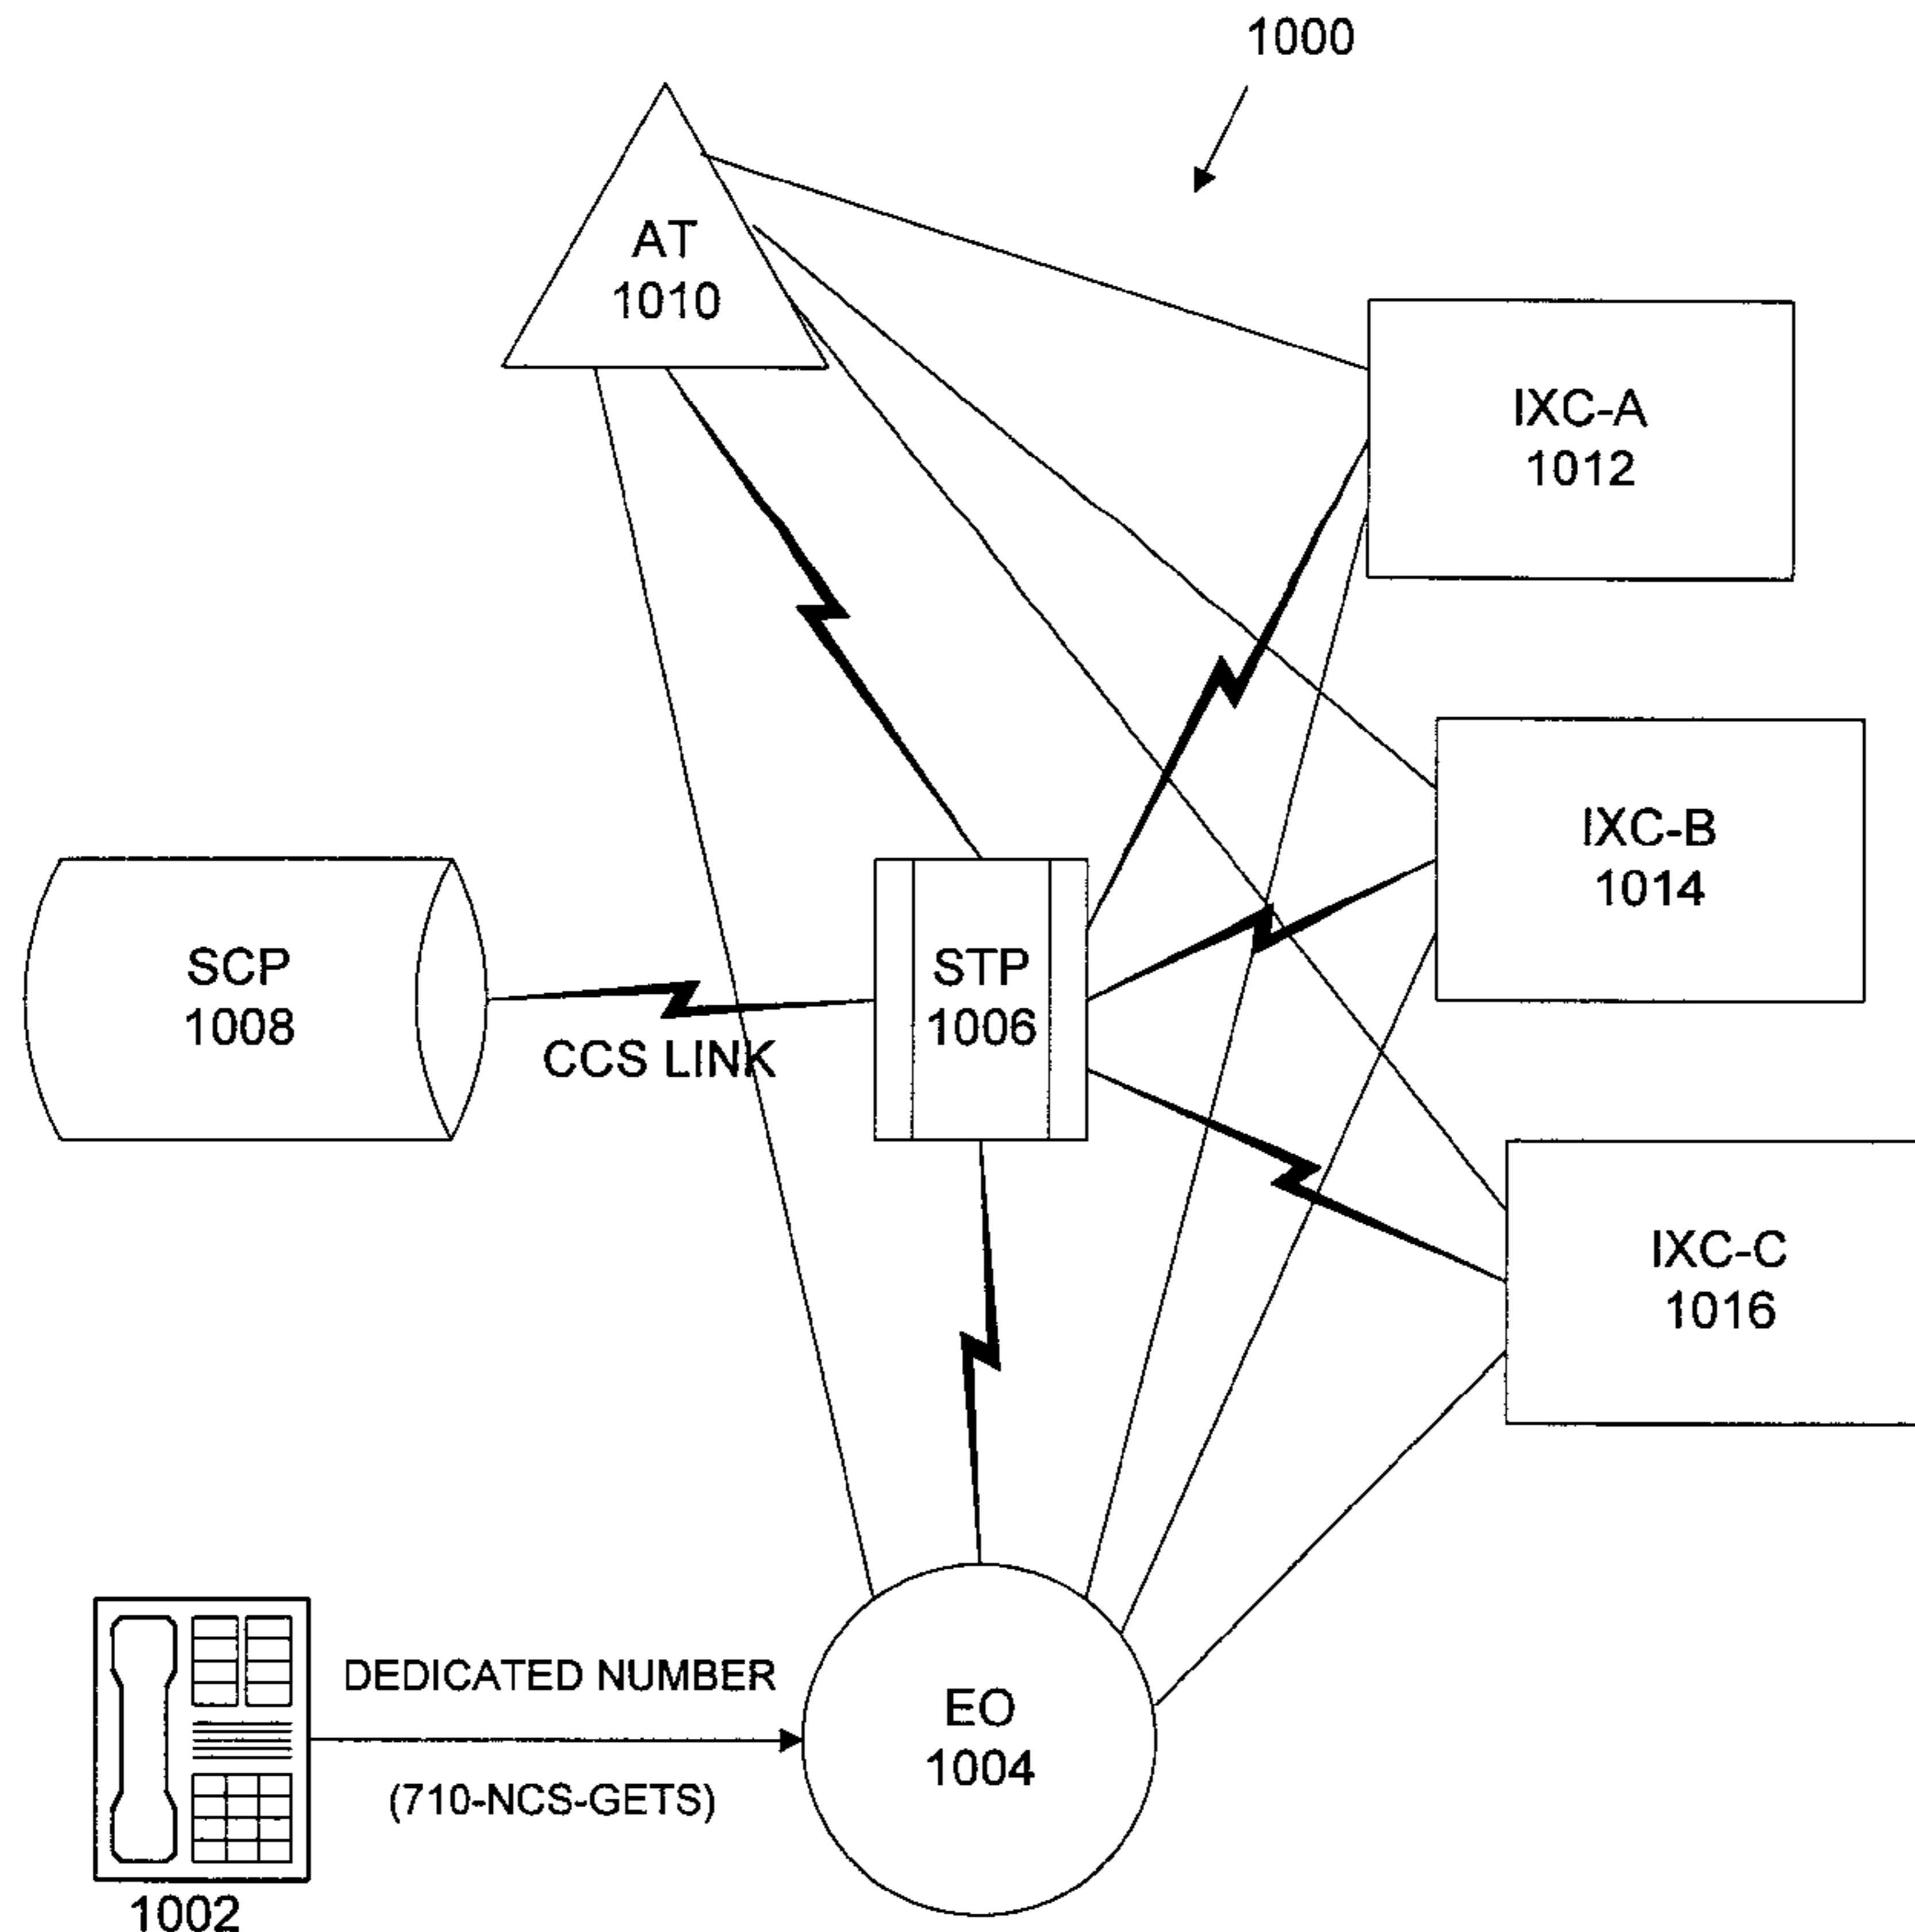 1000
AT
1010
IXC-A
1012
IXC-B
1014
SCP
1008
STP
1006
CCS LINK
IXC-C
1016
DEDICATED NUMBER
(710-NCS-GETS)
EO
1004
1002